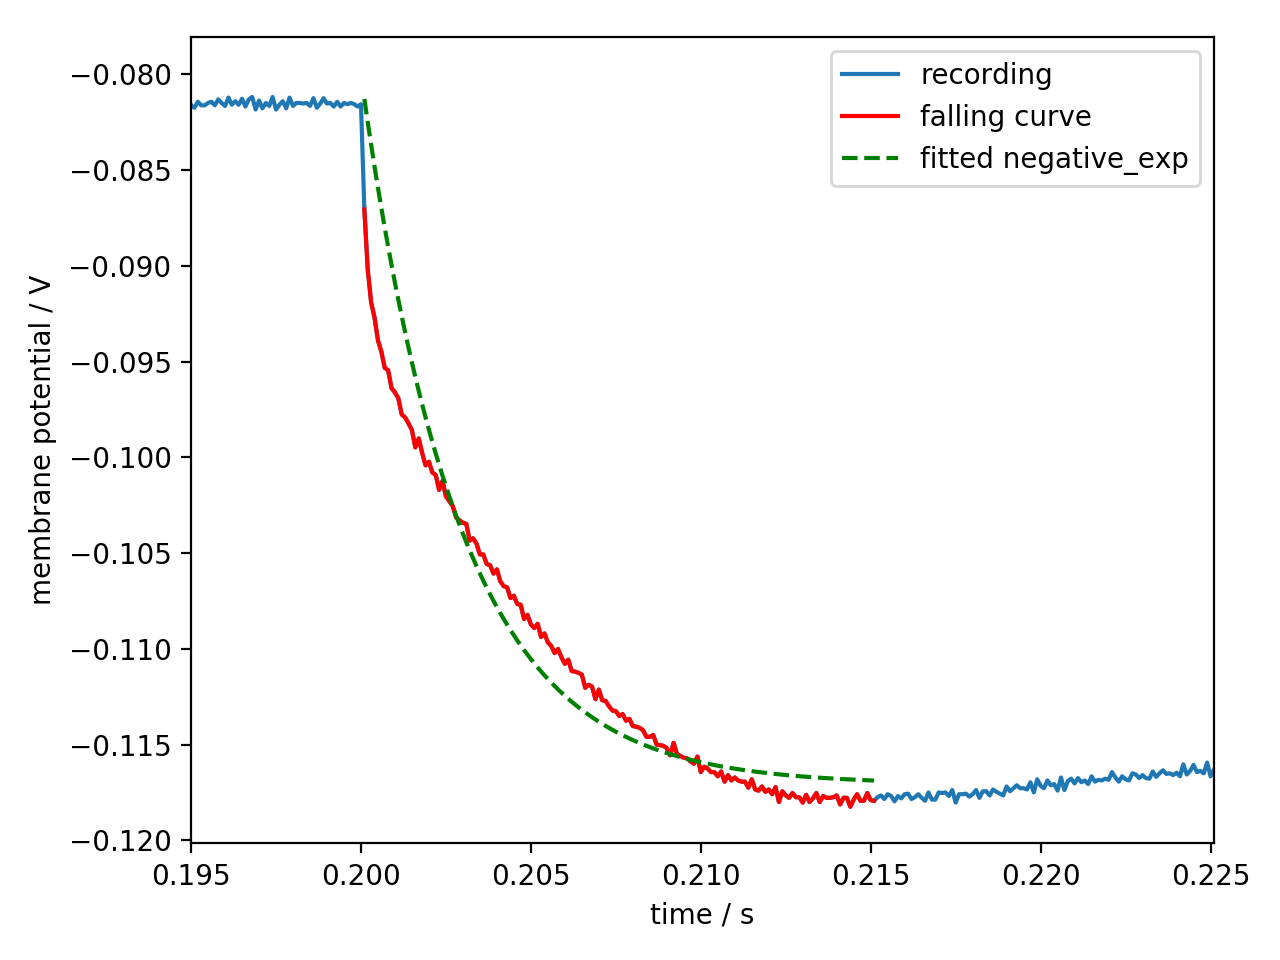 −0.080
−0.085
−0.090
−0.095
−0.100
−0.105
−0.110
−0.115
−0.120
membrane potential / V
recording
falling curve
fitted negative_exp
0.195 0.200 0.205 0.210 0.215 0.220 0.225
time / s